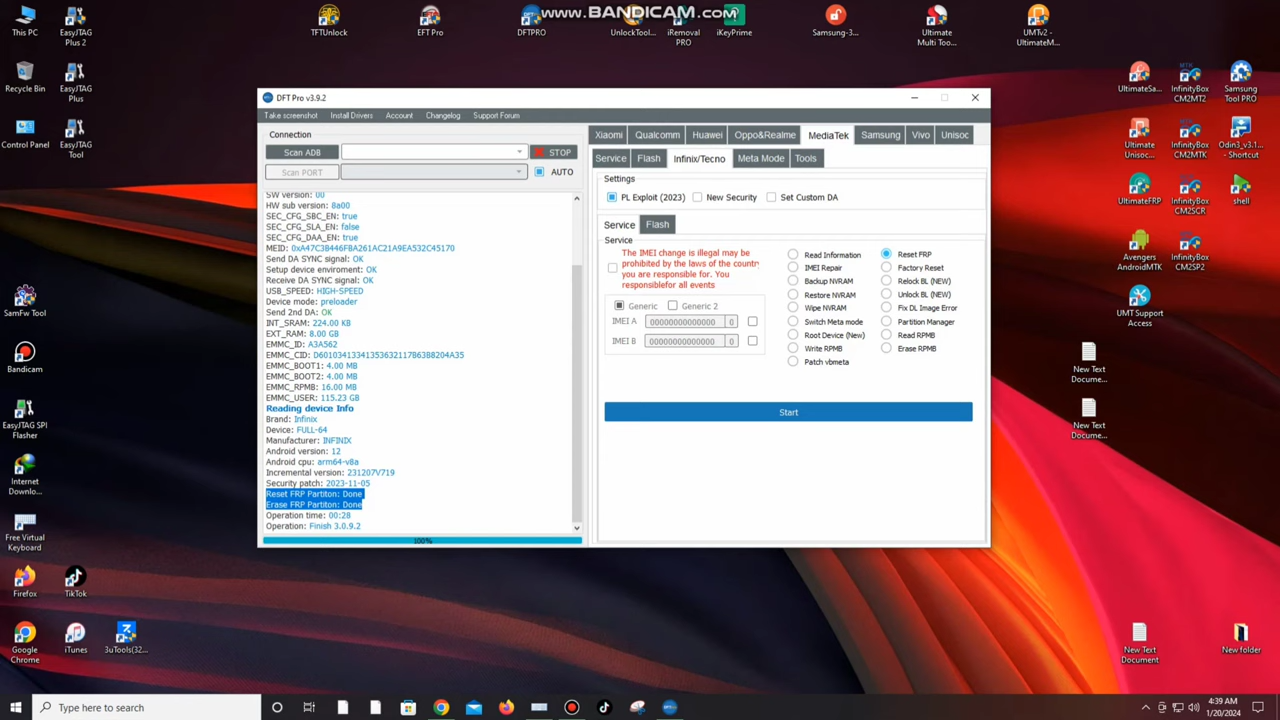 www.BANDICAM.com
This PC
EasyJTAG
Plus 2
TFTUnlock
EFT Pro
DFTPRO
UnlockTool...
iRemoval
PRO
iKeyPrime
Samsung-3...
Ultimate
Multi Too...
UMTv2 -
UltimateM...
Recycle Bin
EasyJTAG
Plus
Control Panel
EasyJTAG
Tool
SamFw Tool
Bandicam
EasyJTAG SPI
Flasher
Internet
Downlo...
Free Virtual
Keyboard
Firefox
TikTok
Google
Chrome
iTunes
3uTools(32...
DFT Pro v3.9.2
Take screenshot Install Drivers Account Changelog Support Forum
Connection
Scan ADB STOP
Scan PORT AUTO
SW version: 00
HW sub version: 8a00
SEC_CFG_SBC_EN: true
SEC_CFG_SLA_EN: false
SEC_CFG_DAA_EN: true
MEID: 0xA47C3B446FBA261AC21A9EA532C45170
Send DA SYNC signal: OK
Setup device enviroment: OK
Receive DA SYNC signal: OK
USB_SPEED: HIGH-SPEED
Device mode: preloader
Send 2nd DA: OK
INT_SRAM: 224.00 KB
EXT_RAM: 8.00 GB
EMMC_ID: A3A562
EMMC_CID: D60103413341353632117B6388204A35
EMMC_BOOT1: 4.00 MB
EMMC_BOOT2: 4.00 MB
EMMC_RPMB: 16.00 MB
EMMC_USER: 115.23 GB
Reading device Info
Brand: Infinix
Device: FULL-64
Manufacturer: INFINIX
Android version: 12
Android cpu: arm64-v8a
Incremental version: 231207V719
Security patch: 2023-11-05
Reset FRP Partiton: Done
Erase FRP Partiton: Done
Operation time: 00:28
Operation: Finish 3.0.9.2
100%
Xiaomi Qualcomm Huawei Oppo&Realme MediaTek Samsung Vivo Unisoc
Service Flash Infinix/Tecno Meta Mode Tools
Settings
PL Exploit (2023) New Security Set Custom DA
Service Flash
Service
The IMEI change is illegal may be
prohibited by the laws of the country
you are responsible for. You
responsiblefor all events
Generic Generic 2
IMEI A 00000000000000 0
IMEI B 00000000000000 0
Read Information Reset FRP
IMEI Repair Factory Reset
Backup NVRAM Relock BL (NEW)
Restore NVRAM Unlock BL (NEW)
Wipe NVRAM Fix DL Image Error
Switch Meta mode Partition Manager
Root Device (New) Read RPMB
Write RPMB Erase RPMB
Patch vbmeta
Start
UltimateSa...
InfinityBox
CM2MT2
Samsung
Tool PRO
Ultimate
Unisoc...
InfinityBox
CM2MTK
Odin3_v3.1...
- Shortcut
UltimateFRP
InfinityBox
CM2SCR
shell
Avengers
AndroidMTK
InfinityBox
CM2SP2
UMT Support
Access
New Text
Docume...
New Text
Docume...
New Text
Document
New folder
Type here to search
4:39 AM
1/20/2024